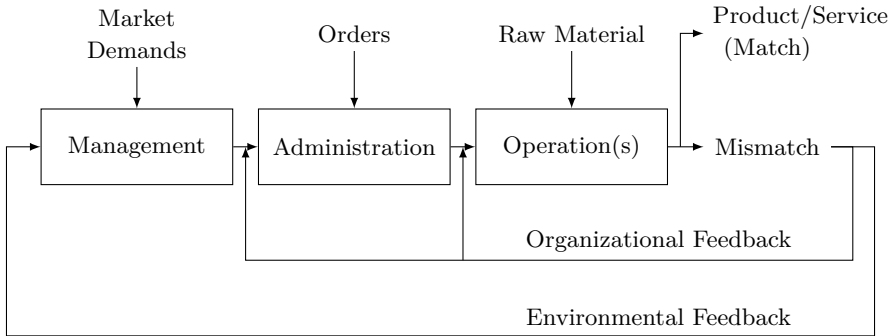 Market
Demands
Orders
Raw Material
Product/Service
(Match)
Management
Administration
Operation(s)
Mismatch
Organizational Feedback
Environmental Feedback